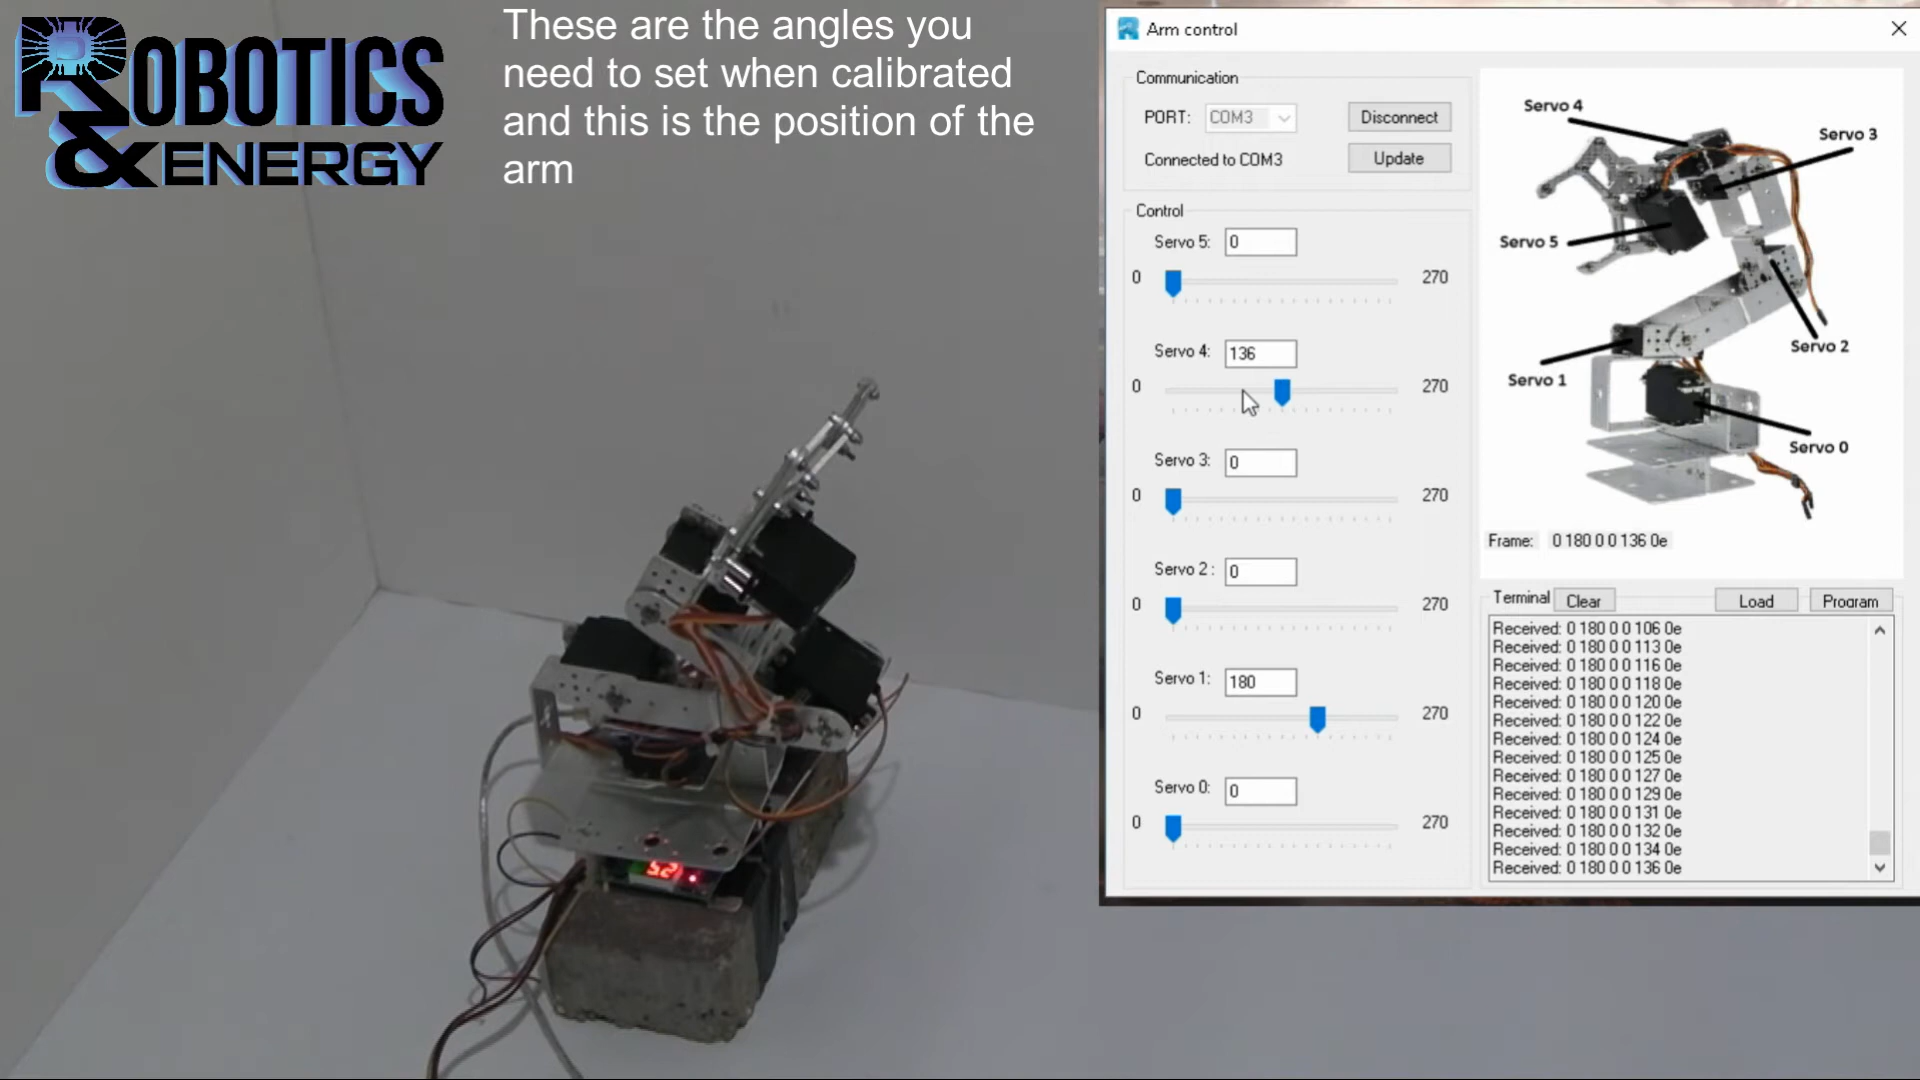 ROBOTICS
&ENERGY
These are the angles you
need to set when calibrated
and this is the position of the
arm
Arm control
Communication
PORT: COM3 Disconnect
Connected to COM3 Update
Control
Servo 5: 0
0 270
Servo 4: 136
0 270
Servo 3: 0
0 270
Servo 2 : 0
0 270
Servo 1: 180
0 270
Servo 0: 0
0 270
Servo 4
Servo 3
Servo 5
Servo 2
Servo 1
Servo 0
Frame: 0 180 0 0 136 0e
Terminal Clear Load Program
Received: 0 180 0 0 106 0e
Received: 0 180 0 0 113 0e
Received: 0 180 0 0 116 0e
Received: 0 180 0 0 118 0e
Received: 0 180 0 0 120 0e
Received: 0 180 0 0 122 0e
Received: 0 180 0 0 124 0e
Received: 0 180 0 0 125 0e
Received: 0 180 0 0 127 0e
Received: 0 180 0 0 129 0e
Received: 0 180 0 0 131 0e
Received: 0 180 0 0 132 0e
Received: 0 180 0 0 134 0e
Received: 0 180 0 0 136 0e
5.2